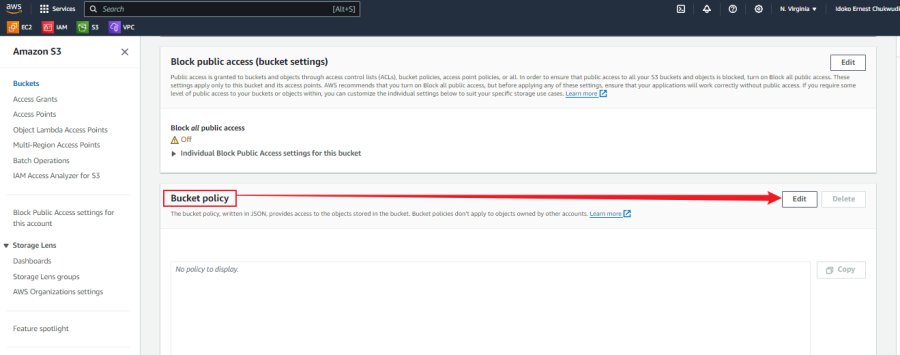 aws
Services
Search
[Alt+S]
N. Virginia
Idoko Ernest Chukwudi
EC2
IAM
S3
VPC
Amazon S3
Buckets
Access Grants
Access Points
Object Lambda Access Points
Multi-Region Access Points
Batch Operations
IAM Access Analyzer for S3
Block Public Access settings for
this account
Storage Lens
Dashboards
Storage Lens groups
AWS Organizations settings
Feature spotlight
Block public access (bucket settings)
Edit
Public access is granted to buckets and objects through access control lists (ACLs), bucket policies, access point policies, or all. In order to ensure that public access to all your S3 buckets and objects is blocked, turn on Block all public access. These
settings apply only to this bucket and its access points. AWS recommends that you turn on Block all public access, but before applying any of these settings, ensure that your applications will work correctly without public access. If you require some
level of public access to your buckets or objects within, you can customize the individual settings below to suit your specific storage use cases. Learn more
Block all public access
Off
Individual Block Public Access settings for this bucket
Bucket policy
Edit
Delete
The bucket policy, written in JSON, provides access to the objects stored in the bucket. Bucket policies don't apply to objects owned by other accounts. Learn more
No policy to display.
Copy